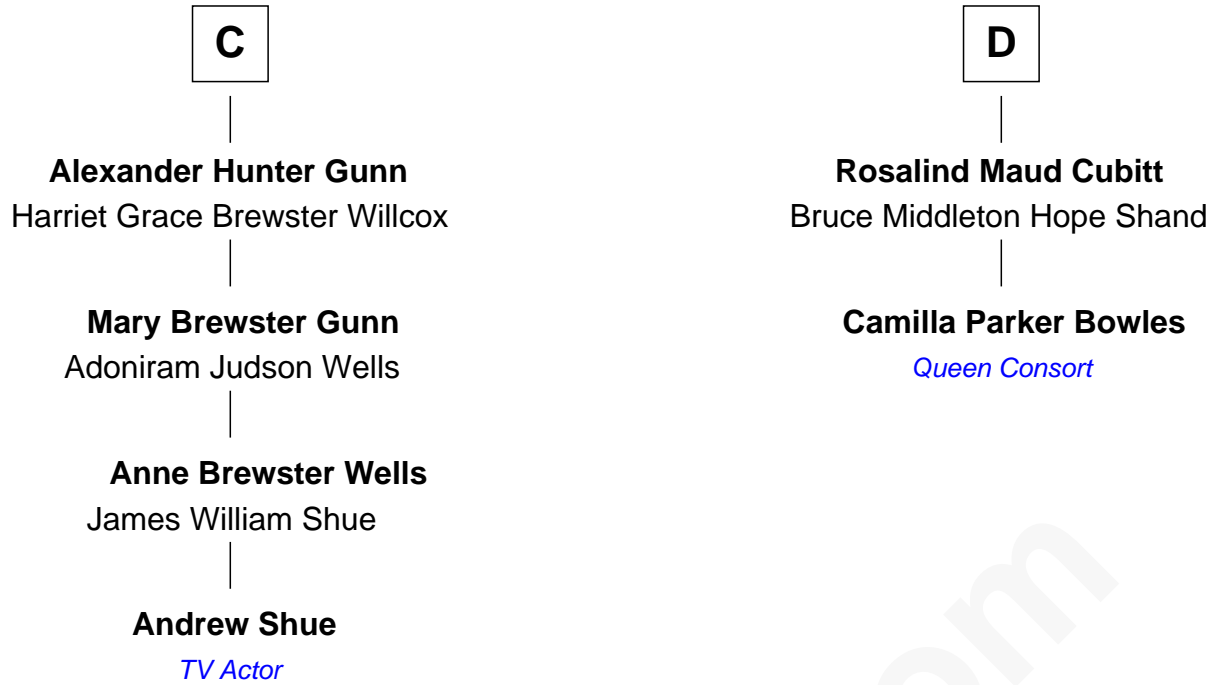 C
Alexander Hunter Gunn
Harriet Grace Brewster Willcox
Mary Brewster Gunn
Adoniram Judson Wells
Anne Brewster Wells
James William Shue
Andrew Shue
TV Actor
D
Rosalind Maud Cubitt
Bruce Middleton Hope Shand
Camilla Parker Bowles
Queen Consort
om